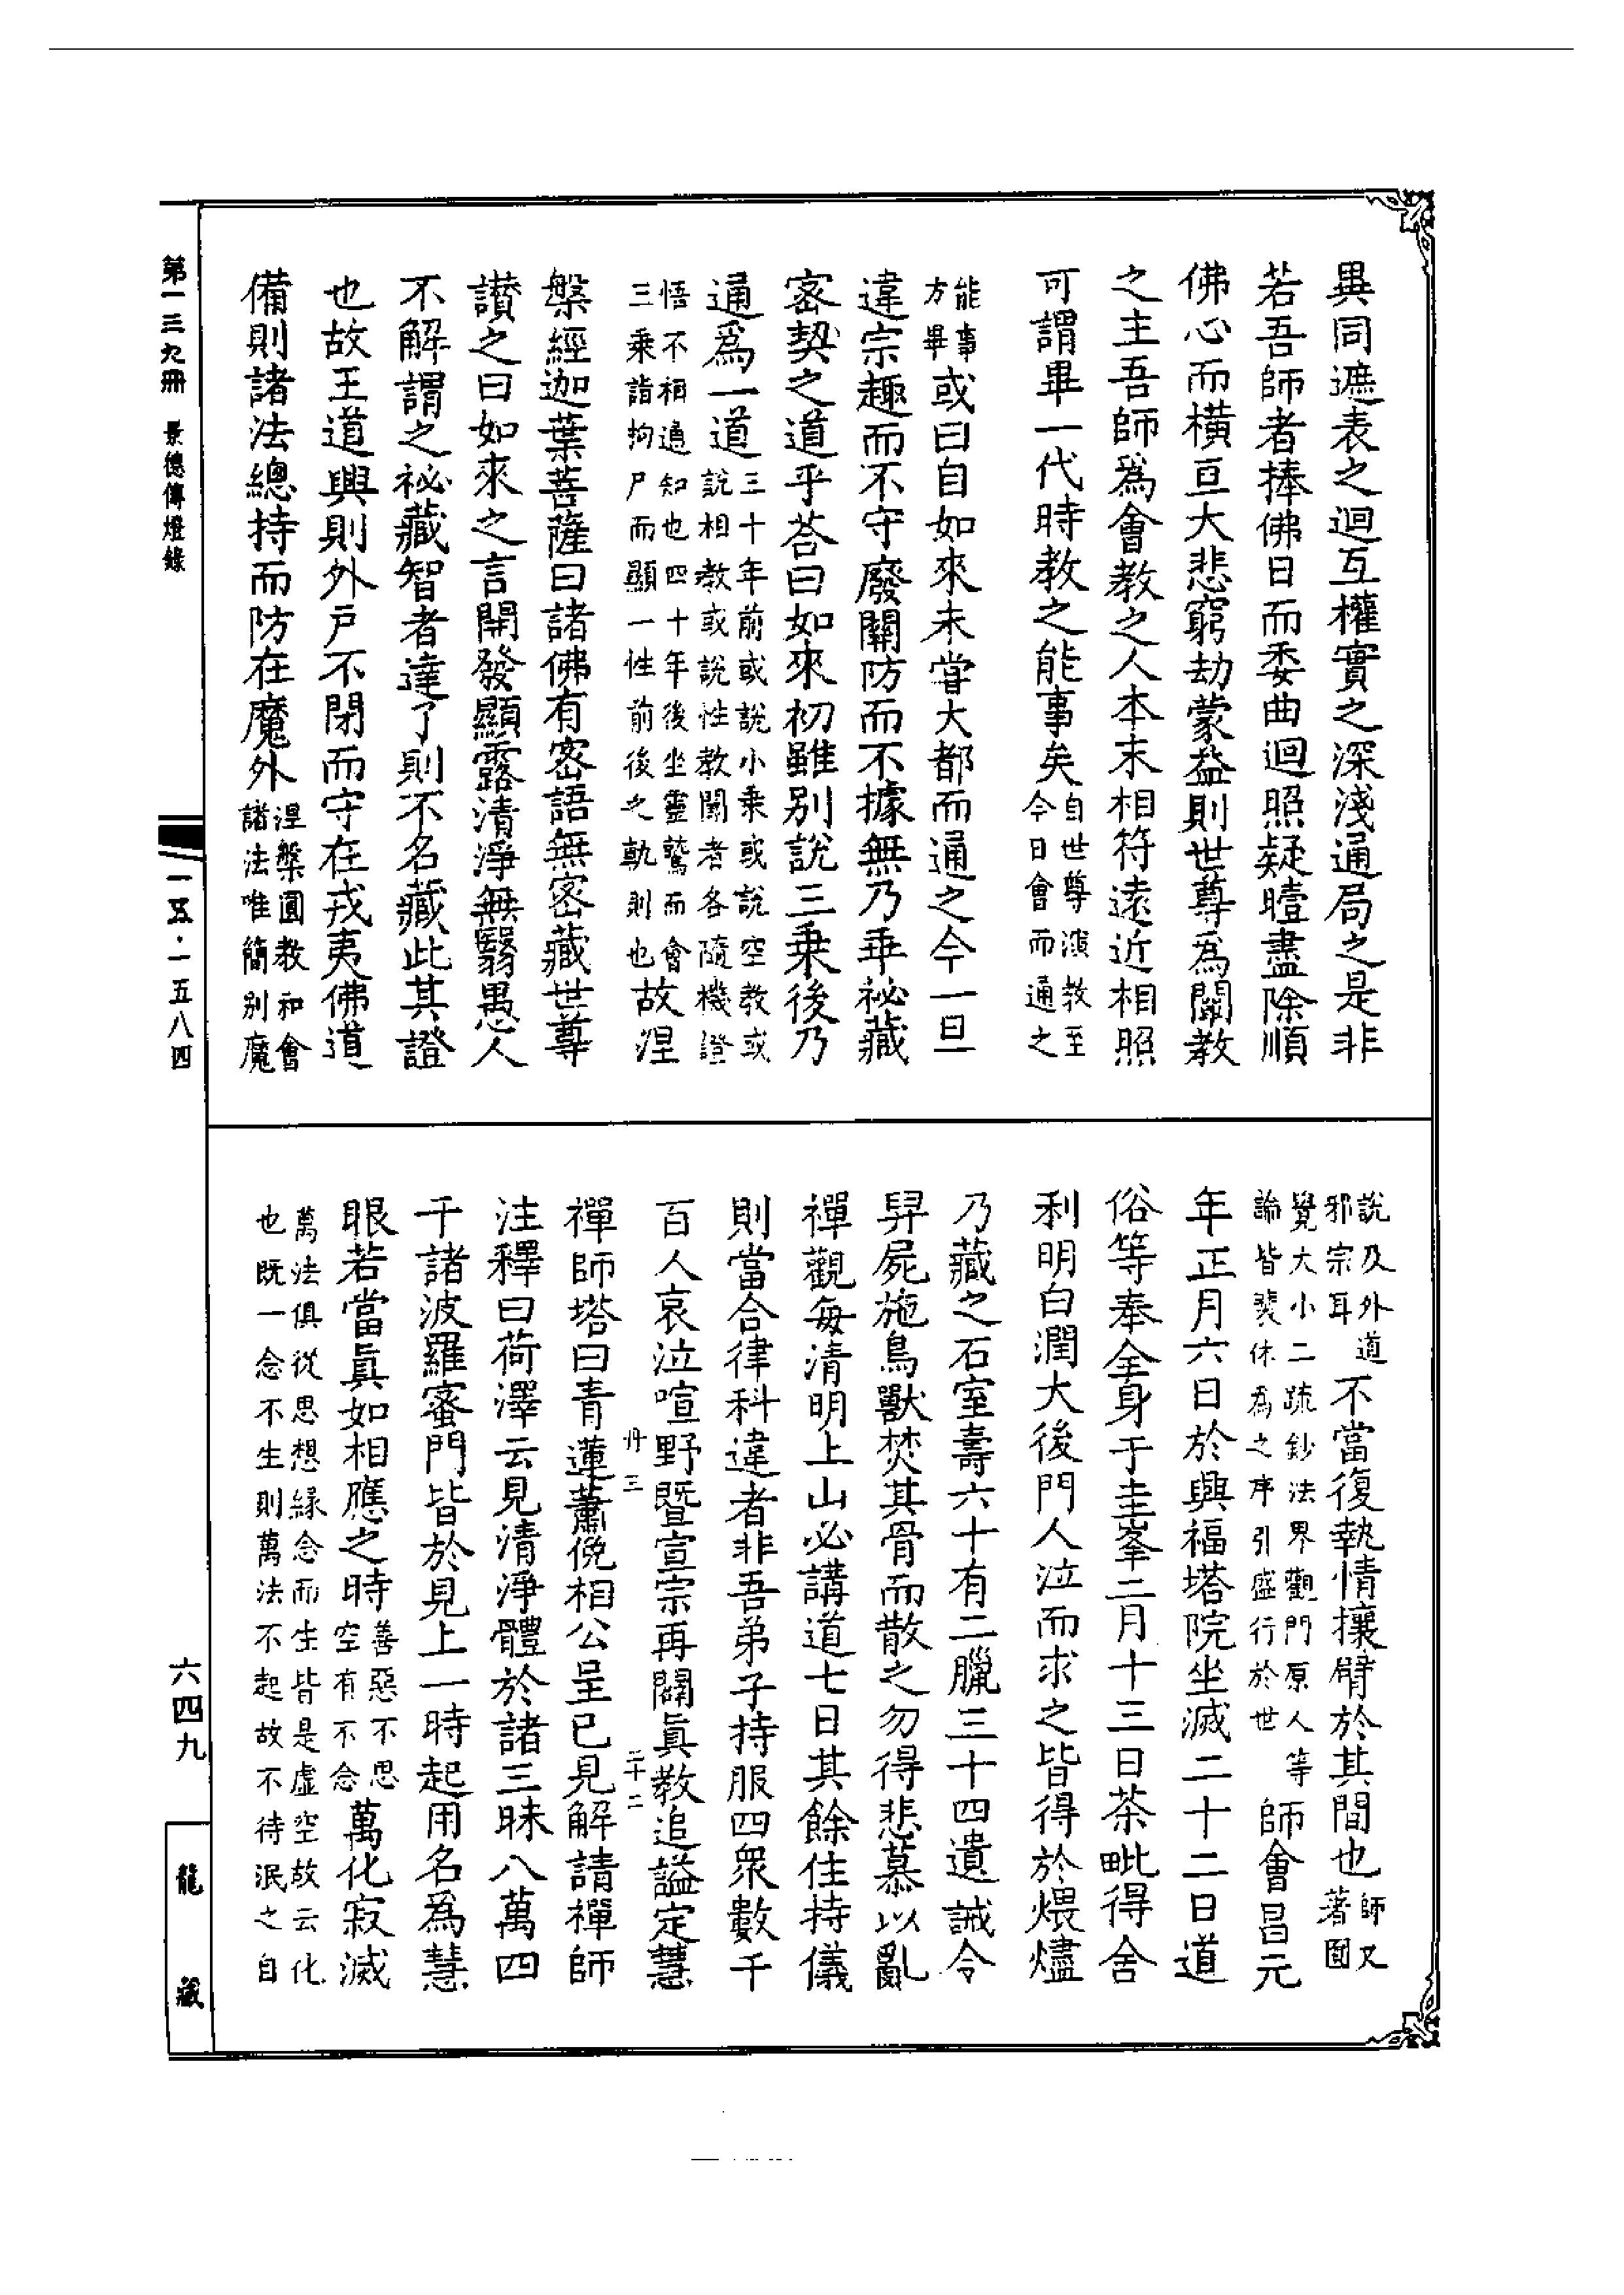 異同遮表之迴互權實之深淺通局之是非
若吾師者捧佛日而委曲迴照疑曀盡除順
佛心而橫亘大悲窮劫蒙益則世尊爲闡教
之主吾師爲會教之人本末相符遠近相照
可謂畢一代時教之能事矣自世尊演教至今日會而通之
能事方畢或曰自如來未嘗大都而通之今一旦
違宗趣而不守廢關防而不據無乃乖祕藏
密契之道乎荅曰如來初雖別說三乘後乃
通爲一道三十年前或說小乘或說空教或說相教或說性教聞者各隨機證
悟不相通知也四十年後坐靈鷲而會三乘詣拘尸而顯一性前後之軌則也故涅
槃經迦葉菩薩曰諸佛有密語無密藏世尊
讚之曰如來之言開發顯露清淨無翳愚人
不解謂之祕藏智者達了則不名藏此其證
也故王道興則外戶不閉而守在戎夷佛道
備則諸法總持而防在魔外涅槃圓教和會諸法唯簡別魔
說及外道邪宗耳不當復執情攘臂於其間也師又著圓
覺大小二疏鈔法界觀門原人等論皆裴休爲之序引盛行於世師會昌元
年正月六日於興福塔院坐滅二十二日道
俗等奉全身于圭峯二月十三日茶毗得舍
利明白潤大後門人泣而求之皆得於煨燼
乃藏之石室壽六十有二臘三十四遺誡令
舁屍施鳥獸焚其骨而散之勿得悲慕以亂
禪觀每清明上山必講道七日其餘住持儀
則當合律科違者非吾弟子持服四衆數千
百人哀泣喧野暨宣宗再闢眞教追諡定慧
禪師塔曰青蓮蕭俛相公呈己見解請禪師
注釋曰荷澤云見清淨體於諸三昧八萬四
千諸波羅蜜門皆於見上一時起用名爲慧
眼若當眞如相應之時善惡不思空有不念萬化寂滅
萬法俱從思想緣念而生皆是虛空故云化也既一念不生則萬法不起故不待泯之自
第一三九冊 景德傳燈錄
一五·一五八四
六四九
龍藏
冊三
二十二